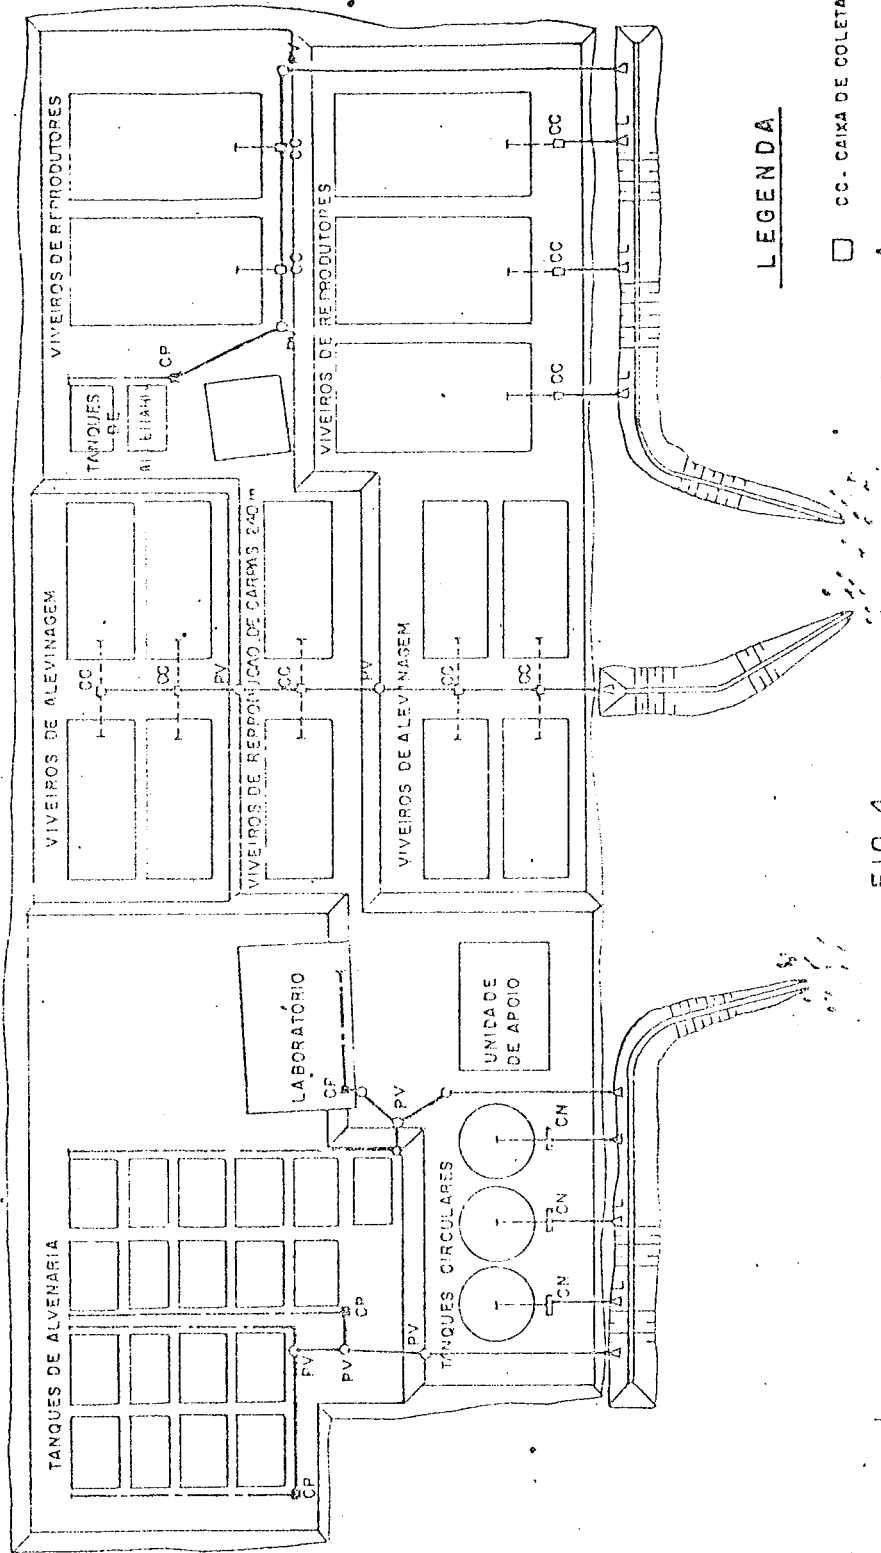 TANQUES DE ALVENARIA
CP
PV
PV
CP
PV
TANQUES CIRCULARES
CN
CN
CN
L
L
LABORATÓRIO
CP
PV
UNIDADE
DE APOIO
VIVEIROS DE ALEVINAGEM
CC
CC
PV
VIVEIROS DE REPRODUÇÃO DE CARPAS 240 m
CC
PV
VIVEIROS DE ALEVINAGEM
CC
CC
TANQUES
DE
CP
VIVEIROS DE REPRODUTORES
CC
CC
PV
VIVEIROS DE REPRODUTORES
CC
CC
CC
L
L
L
LEGENDA
CC - CAIXA DE COLETA
FIG. 4